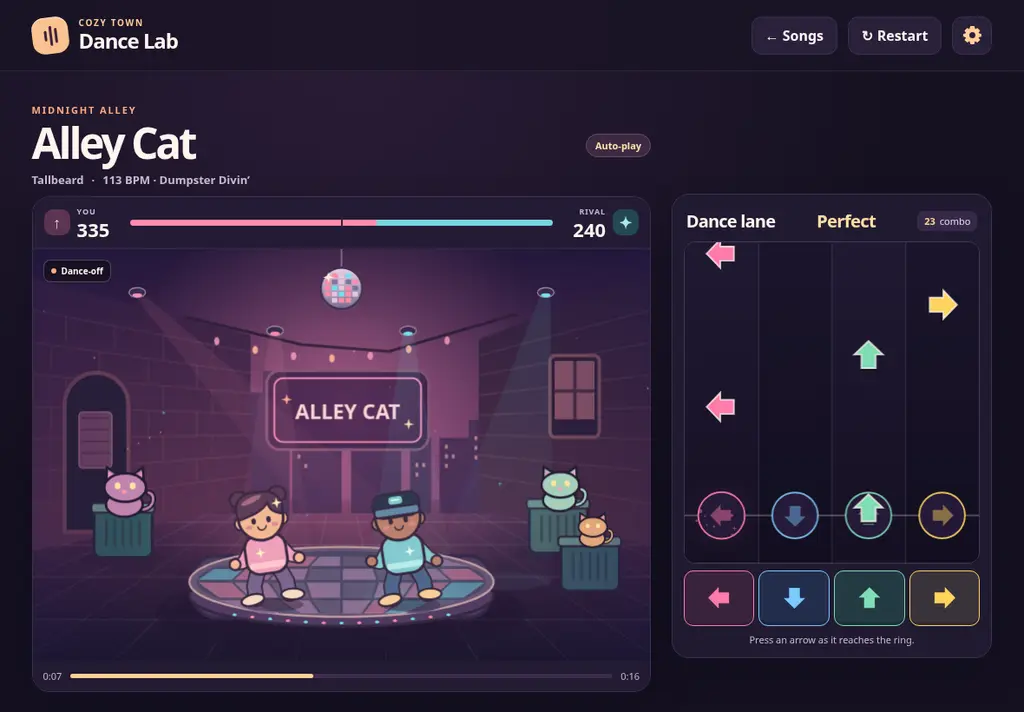 COZY TOWN
Dance Lab
← Songs
↻ Restart
MIDNIGHT ALLEY
Alley Cat
Auto-play
Tallbeard · 113 BPM · Dumpster Divin’
YOU
335
RIVAL
240
Dance-off
ALLEY CAT
0:07
0:16
Dance lane
Perfect
23 combo
Press an arrow as it reaches the ring.